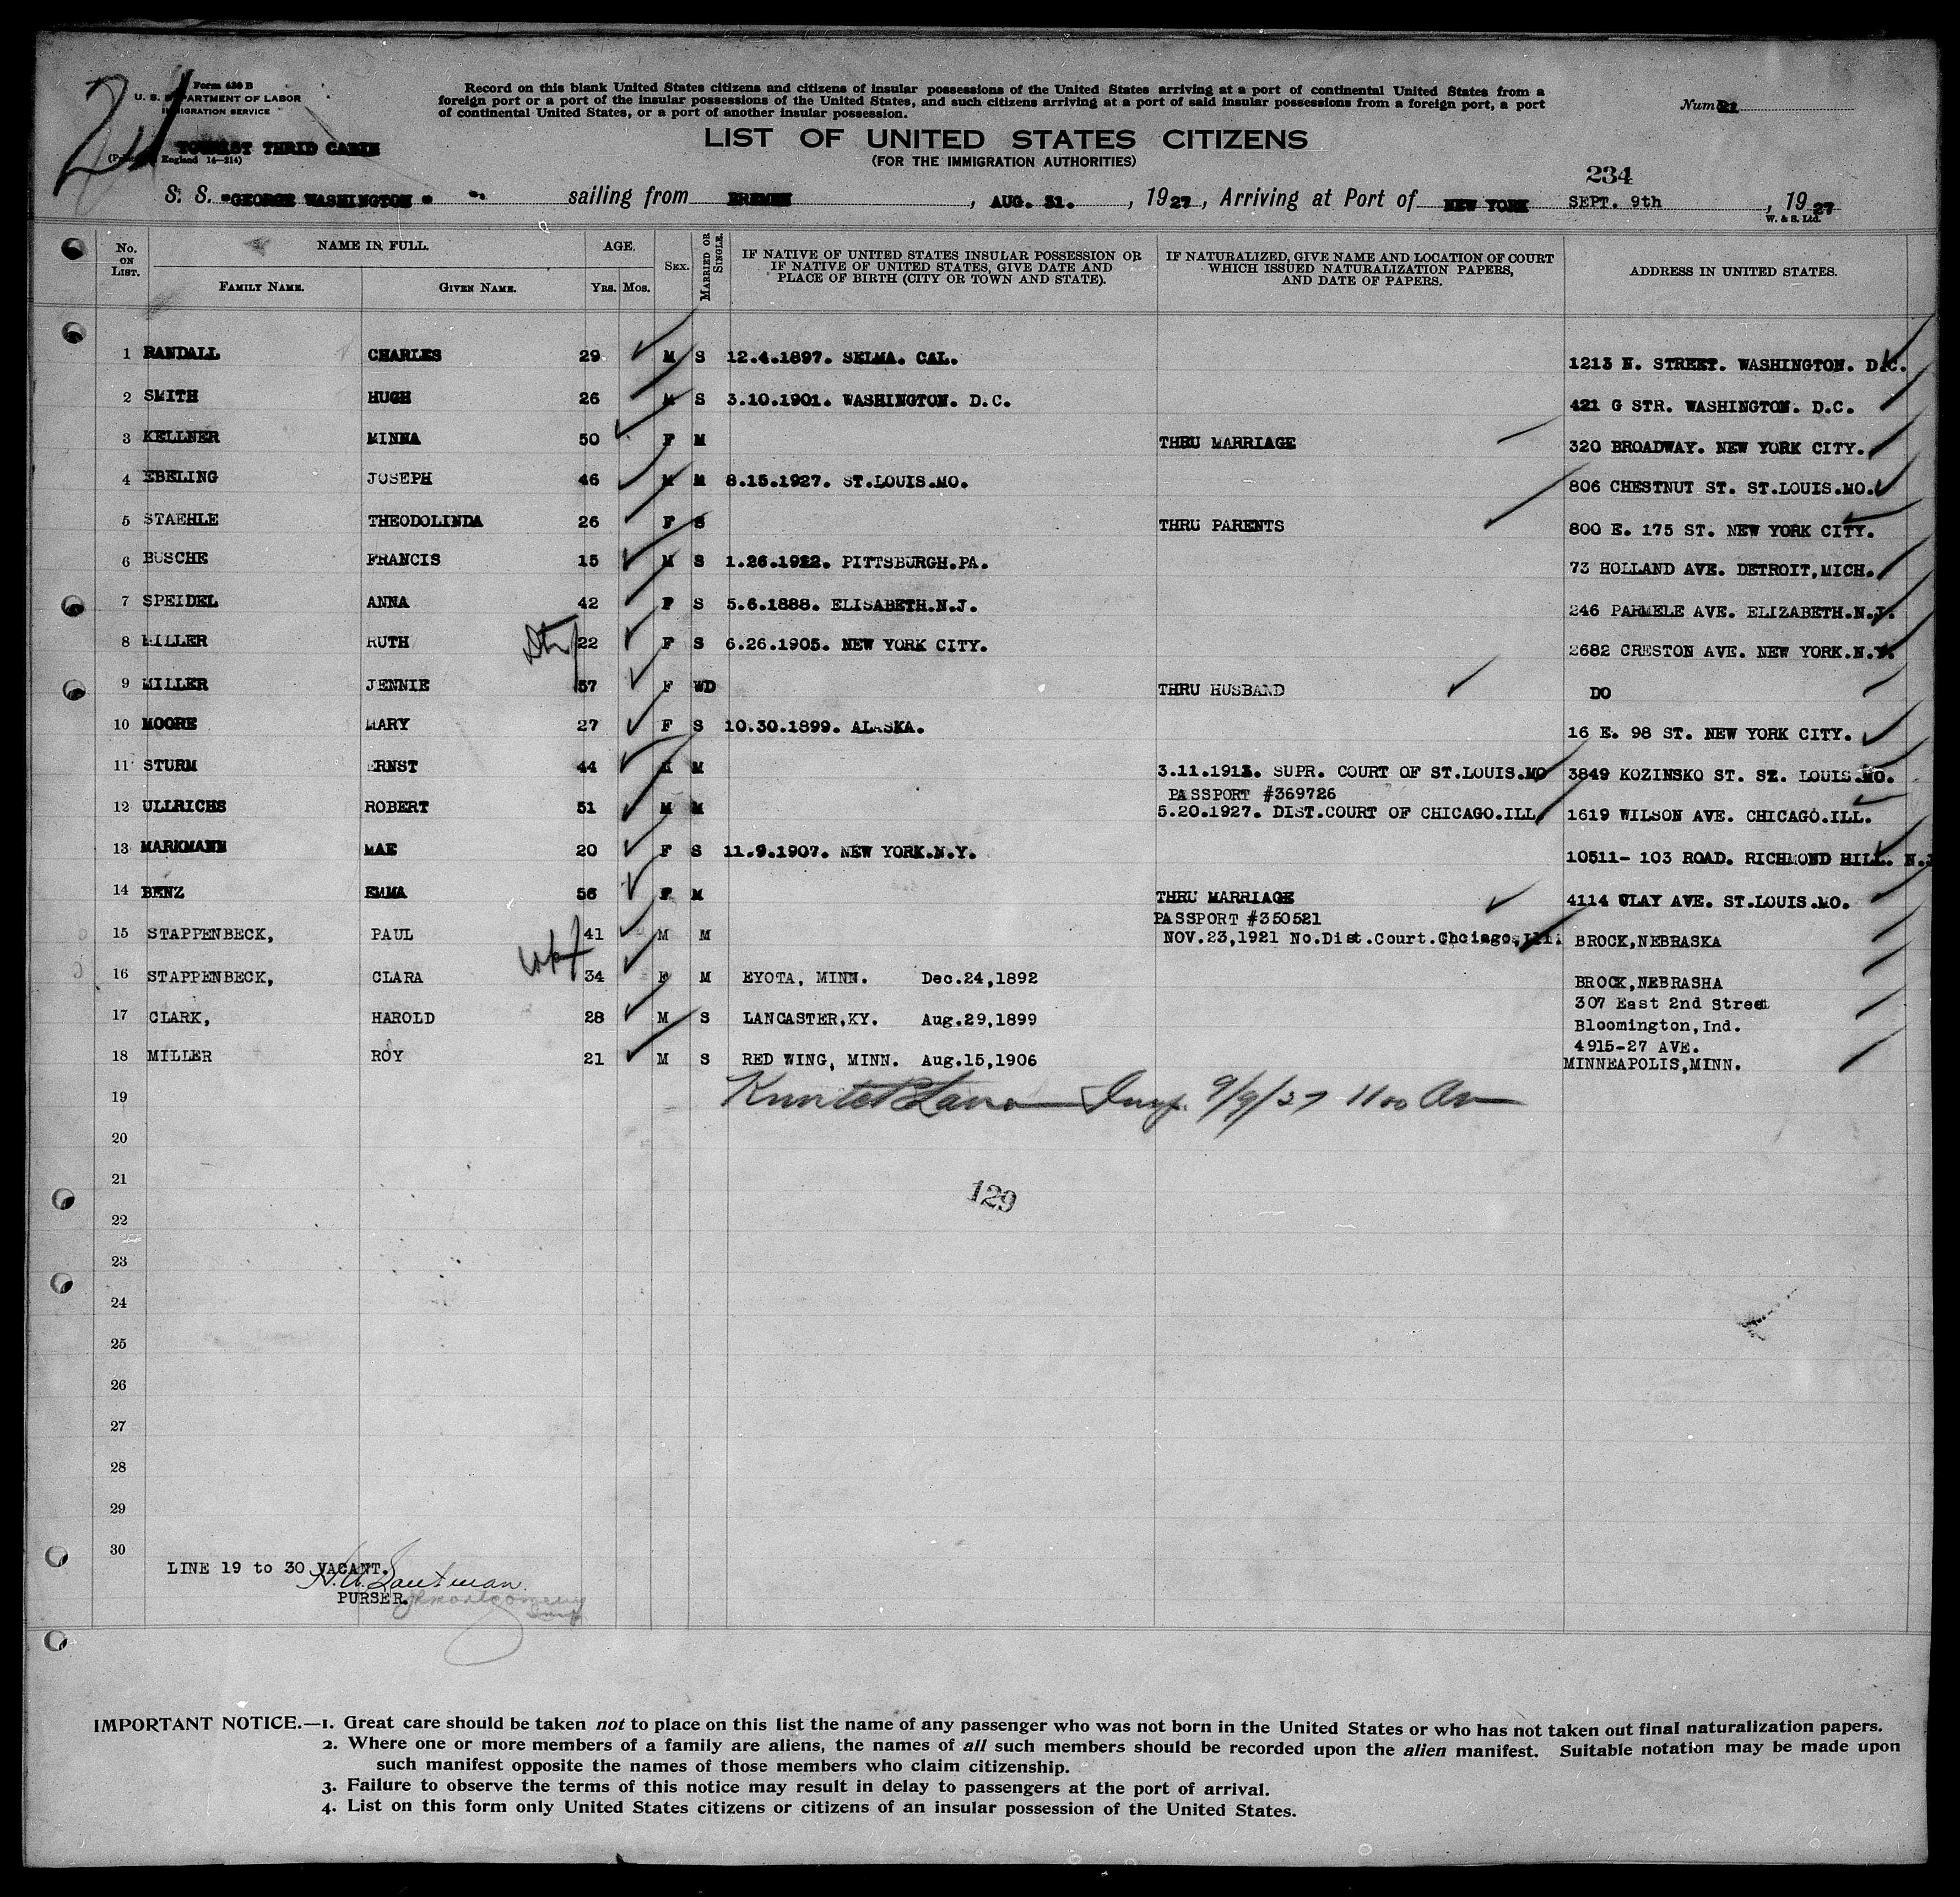 Form 630 B
U. S. DEPARTMENT OF LABOR
IMMIGRATION SERVICE
TOURIST THRID CABIN
England 14—214)
21
Record on this blank United States citizens and citizens of insular possessions of the United States arriving at a port of continental United States from a
foreign port or a port of the insular possessions of the United States, and such citizens arriving at a port of said insular possessions from a foreign port, a port
of continental United States, or a port of another insular possession.
Num 21
LIST OF UNITED STATES CITIZENS
(FOR THE IMMIGRATION AUTHORITIES)
234
S. S. "GEORGE WASHINGTON" sailing from BREMEN, AUG. 31., 1927, Arriving at Port of NEW YORK SEPT. 9th, 1927
W. & S. Ltd.
No. ON LIST. NAME IN FULL. AGE. SEX. MARRIED OR SINGLE. IF NATIVE OF UNITED STATES INSULAR POSSESSION OR IF NATIVE OF UNITED STATES, GIVE DATE AND PLACE OF BIRTH (CITY OR TOWN AND STATE). IF NATURALIZED, GIVE NAME AND LOCATION OF COURT WHICH ISSUED NATURALIZATION PAPERS, AND DATE OF PAPERS. ADDRESS IN UNITED STATES.
FAMILY NAME. GIVEN NAME. YRS. MOS.
1 RANDALL CHARLES 29 M S 12.4.1897. SELMA. CAL. 1213 N. STREET. WASHINGTON. D.C.
2 SMITH HUGH 26 M S 3.10.1901. WASHINGTON. D.C. 421 G STR. WASHINGTON. D.C.
3 KELLNER MINNA 50 F M THRU MARRIAGE 320 BROADWAY. NEW YORK CITY.
4 EBELING JOSEPH 46 M M 8.15.1927. ST.LOUIS.MO. 806 CHESTNUT ST. ST.LOUIS.MO.
5 STAEHLE THEODOLINDA 26 F S THRU PARENTS 800 E. 175 ST. NEW YORK CITY.
6 BUSCHE FRANCIS 15 M S 1.26.1912. PITTSBURGH.PA. 73 HOLLAND AVE. DETROIT,MICH.
7 SPEIDEL ANNA 42 F S 5.6.1888. ELISABETH.N.J. 246 PARMELE AVE. ELIZABETH.N.J.
8 MILLER RUTH 22 F S 6.26.1905. NEW YORK CITY. 2682 CRESTON AVE. NEW YORK.N.Y.
9 MILLER JENNIE 57 F WD THRU HUSBAND DO
10 MOORE MARY 27 F S 10.30.1899. ALASKA. 16 E. 98 ST. NEW YORK CITY.
11 STURM ERNST 44 M M 3.11.1913. SUPR. COURT OF ST.LOUIS.MO 3849 KOZINSKO ST. SZ. LOUIS.MO.
PASSPORT #369726
12 ULLRICHS ROBERT 51 M M 5.20.1927. DIST.COURT OF CHICAGO.ILL. 1619 WILSON AVE. CHICAGO.ILL.
13 MARKMANN MAE 20 F S 11.9.1907. NEW YORK.N.Y. 10511- 103 ROAD. RICHMOND HILL. N.J
14 BENZ EMMA 56 F M THRU MARRIAGE 4114 CLAY AVE. ST.LOUIS.MO.
PASSPORT #350521
15 STAPPENBECK, PAUL 41 M M NOV.23,1921 No.Dist.Court.Chciago,Ill. BROCK,NEBRASKA
16 STAPPENBECK, CLARA 34 F M EYOTA, MINN. Dec.24,1892 BROCK,NEBRASHA
307 East 2nd Street
17 CLARK, HAROLD 28 M S LANCASTER,KY. Aug.29,1899 Bloomington,Ind.
4915-27 AVE.
18 MILLER ROY 21 M S RED WING, MINN. Aug.15,1906 MINNEAPOLIS,MINN.
19 Insp. 9/9/27 1100 Am
20
21
129
22
23
24
25
26
27
28
29
30
LINE 19 to 30 VACANT.
PURSER.
Montgomery
Insp
IMPORTANT NOTICE.—1. Great care should be taken not to place on this list the name of any passenger who was not born in the United States or who has not taken out final naturalization papers.
2. Where one or more members of a family are aliens, the names of all such members should be recorded upon the alien manifest. Suitable notation may be made upon
such manifest opposite the names of those members who claim citizenship.
3. Failure to observe the terms of this notice may result in delay to passengers at the port of arrival.
4. List on this form only United States citizens or citizens of an insular possession of the United States.